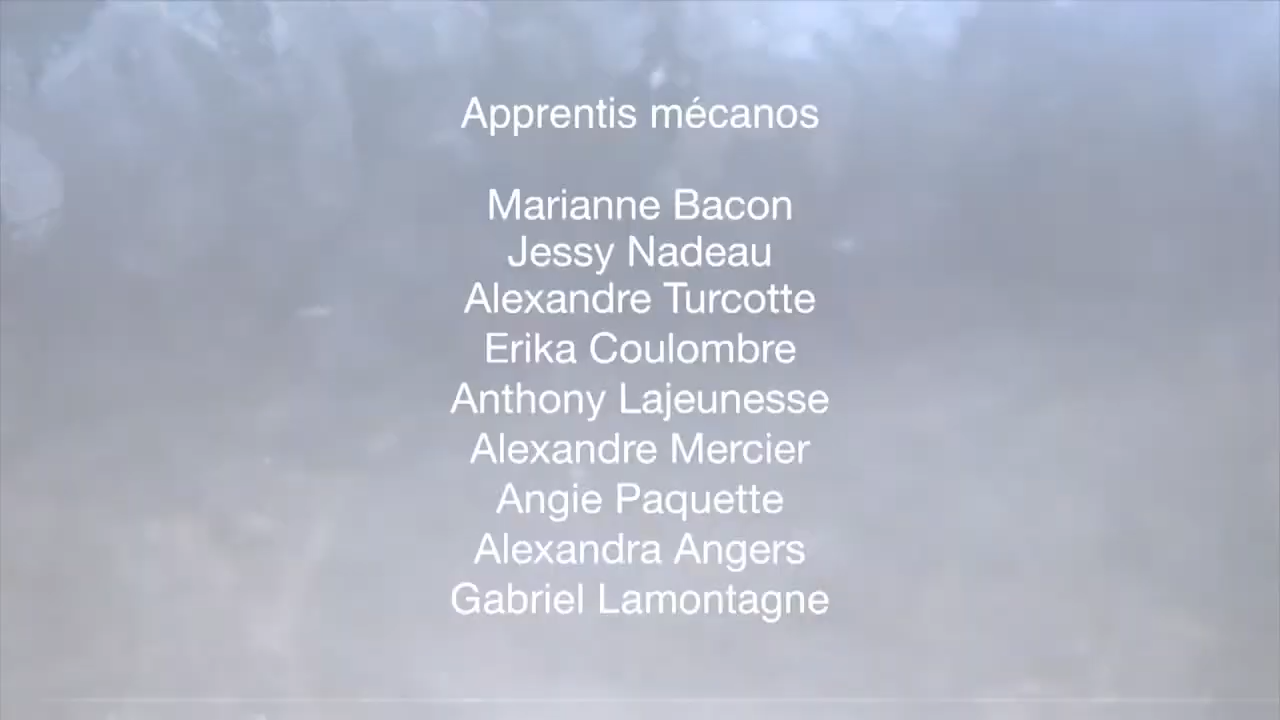 Apprentis mécanos
Marianne Bacon
Jessy Nadeau
Alexandre Turcotte
Erika Coulombre
Anthony Lajeunesse
Alexandre Mercier
Angie Paquette
Alexandra Angers
Gabriel Lamontagne